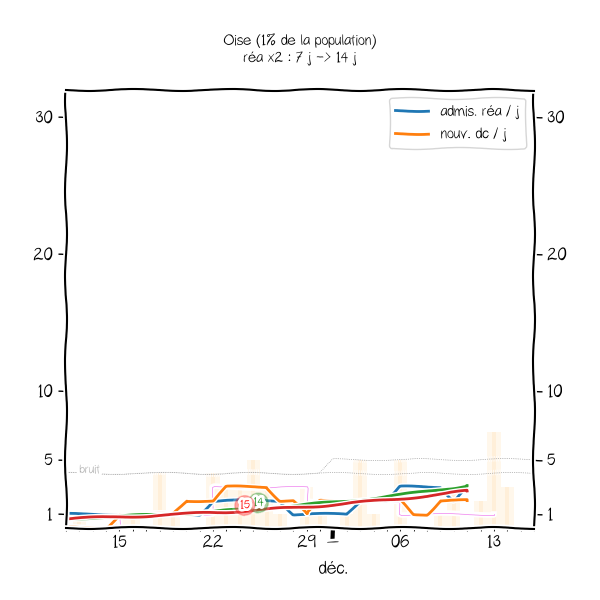 Oise (1% de la population)
réa x2 : 7 j -> 14 j
admis. réa / j
nouv. dc / j
30 30
20 20
10 10
5 5
bruit
15 14
1 1
15 22 29 06 13
déc.